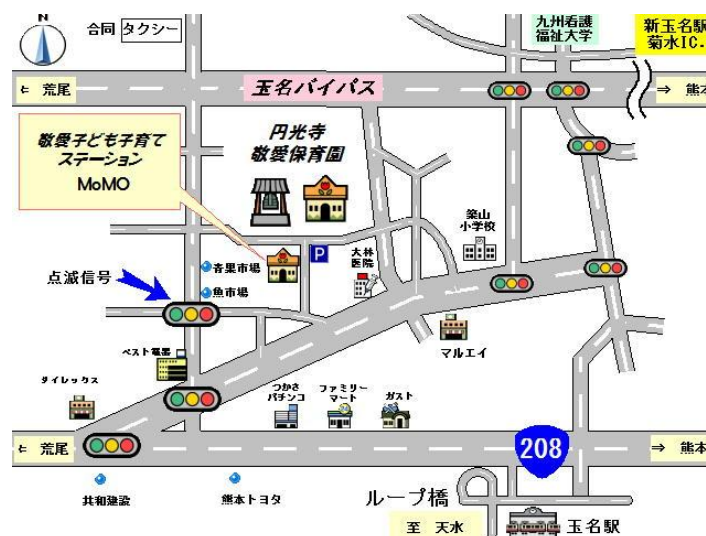 N
合同 タクシー
九州看護
福祉大学
新玉名駅
菊水IC.
⇐ 荒尾
玉名バイパス
⇒ 熊本
敬愛子ども子育て
ステーション
MoMO
円光寺
敬愛保育園
築山
小学校
P
大林
医院
青果市場
点滅信号
魚市場
ベスト電器
マルエイ
ダイレックス
つかさ
パチンコ
ファミリー
マート
ガスト
⇐ 荒尾
208
⇒ 熊本
共和建設
熊本トヨタ
ループ橋
至 天水
玉名駅